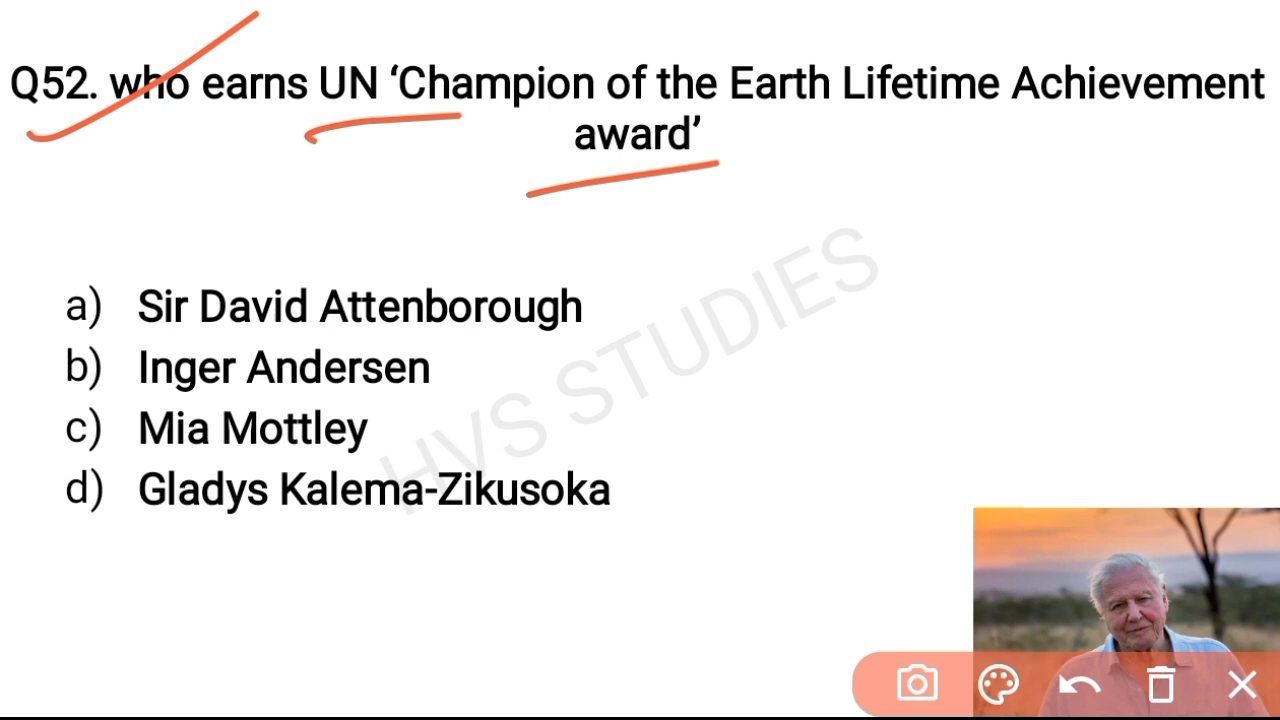 Q52. who earns UN ‘Champion of the Earth Lifetime Achievement
award’
a) Sir David Attenborough
b) Inger Andersen
c) Mia Mottley
d) Gladys Kalema-Zikusoka
HVS STUDIES